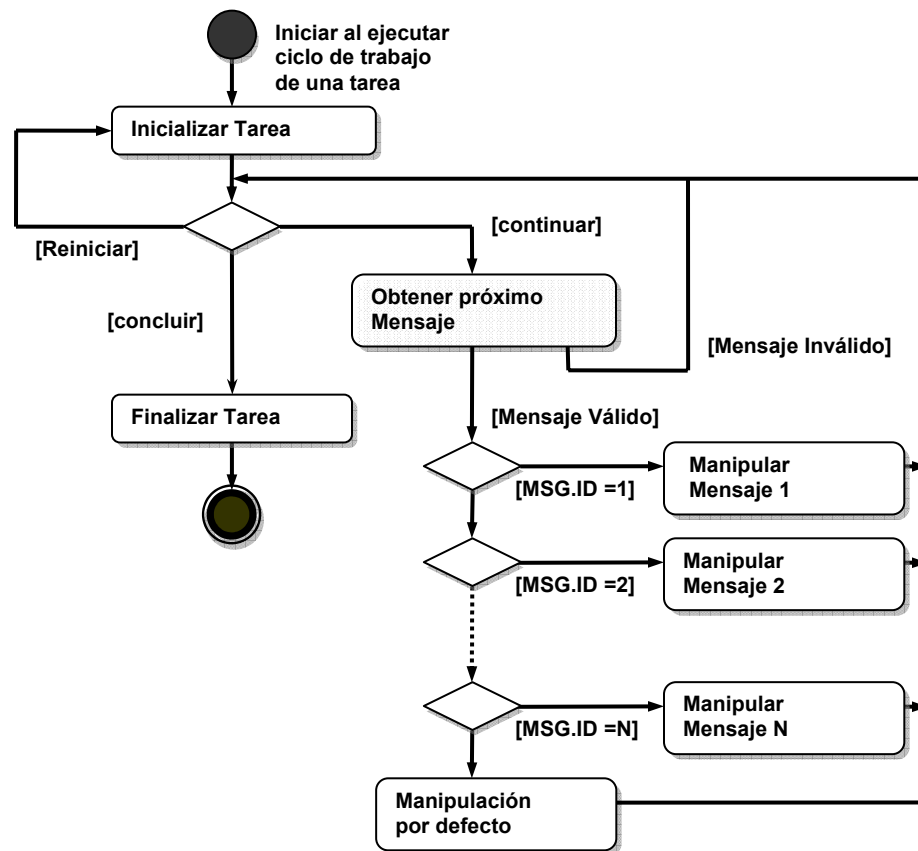 Iniciar al ejecutar
ciclo de trabajo
de una tarea
Inicializar Tarea
[Reiniciar]
[continuar]
Obtener próximo
Mensaje
[concluir]
[Mensaje Inválido]
Finalizar Tarea
[Mensaje Válido]
Manipular
Mensaje 1
[MSG.ID =1]
Manipular
Mensaje 2
[MSG.ID =2]
Manipular
Mensaje N
[MSG.ID =N]
Manipulación
por defecto